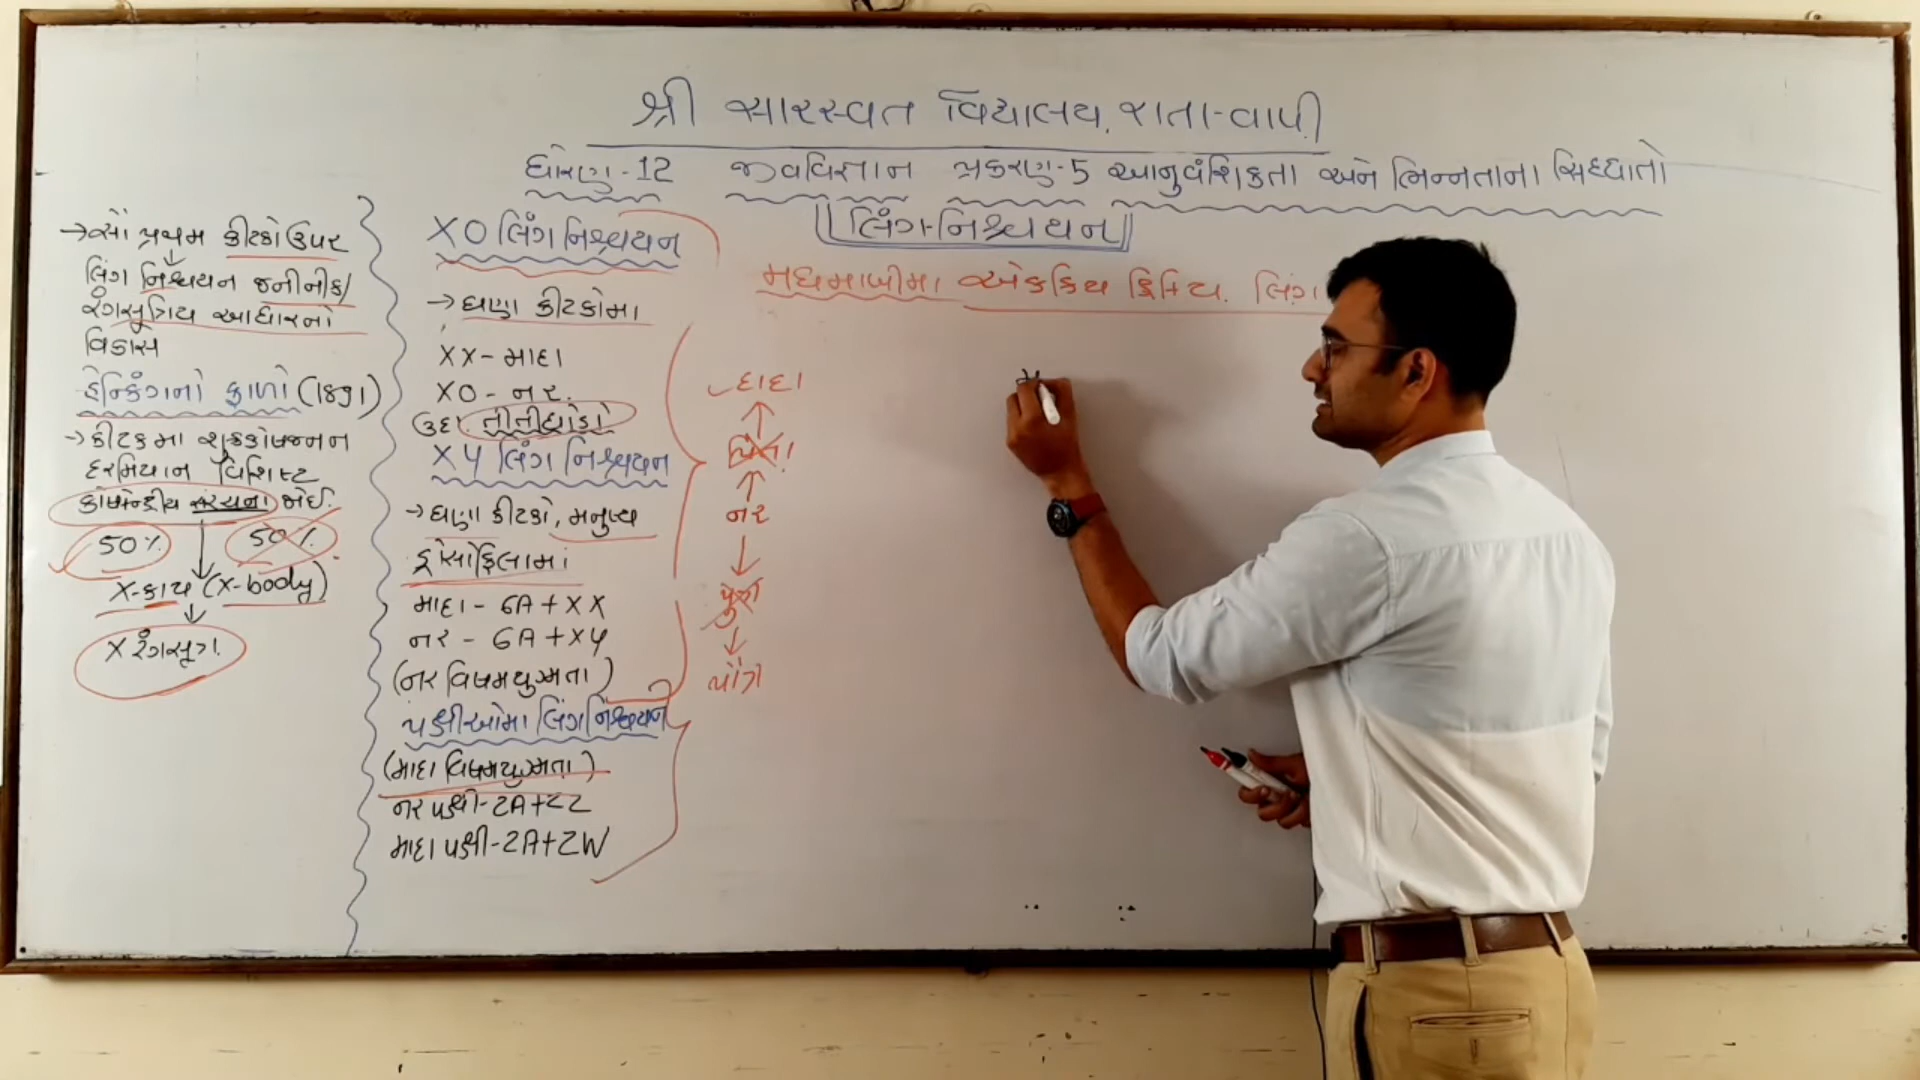 શ્રી સારસ્વત વિદ્યાલય, રાતા-વાપી
ધોરણ-12 જીવવિજ્ઞાન પ્રકરણ-5 આનુવંશિકતા અને ભિન્નતાના સિદ્ધાતો
લિંગ-નિશ્ચયન
→સૌ પ્રથમ કીટકો ઉપર
↓
લિંગ નિશ્ચયન જનીનીક/
રંગસૂત્રિય આધારનો
વિકાસ
હેન્કિંગનો ફાળો (1891)
→કીટકમા શુક્રકોષજનન
દરમિયાન વિશિષ્ટ
કોષકેન્દ્રીય સંરચના જોઈ.
50% 50%
X-કાય (X-body)
↓
X રંગસૂત્ર.
XO લિંગ નિશ્ચયન
→ઘણા કીટકોમા
XX-માદા
XO-નર.
ઉદા. તીતીઘોડો
XY લિંગ નિશ્ચયન
→ઘણા કીટકો, મનુષ્ય
ડ્રેસોફિલામાં
માદા - 6A+XX
નર - 6A+XY
(નર વિષમયુગ્મતા)
પક્ષીઓમા લિંગ નિશ્ચયન
(માદા વિષમયુગ્મતા)
નર પક્ષી-2A+ZZ
માદા પક્ષી-2A+ZW
મધમાખીમા એકકિય દ્વિકિય લિંગ
દાદા
↑
પિતા
↑
નર
↓
પુત્ર
↓
પૌત્ર
મ